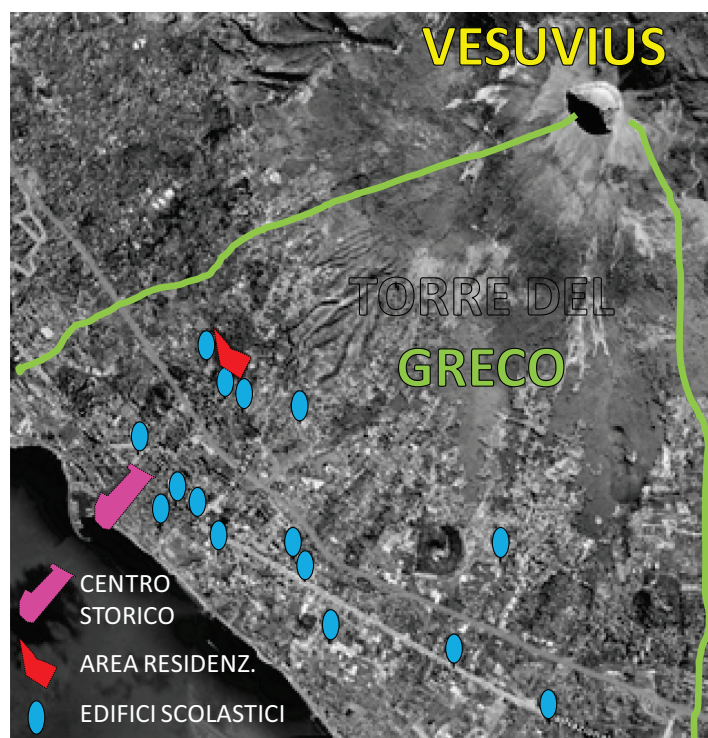 VESUVIUS
TORRE DEL
GRECO
CENTRO
STORICO
AREA RESIDENZ.
EDIFICI SCOLASTICI